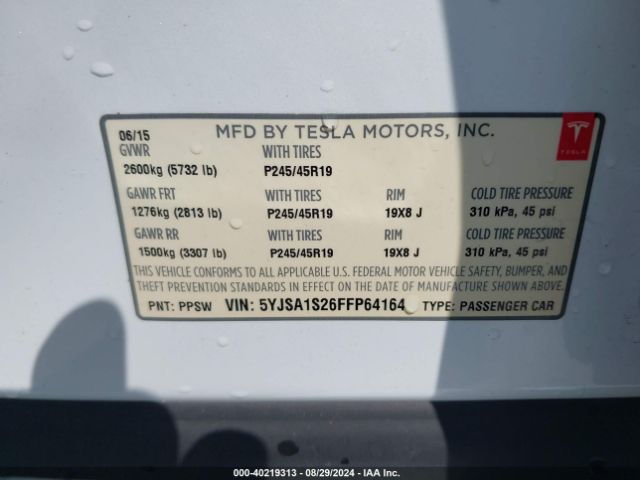 06/15 MFD BY TESLA MOTORS, INC.
GVWR WITH TIRES
2600kg (5732 lb) P245/45R19
TESLA
GAWR FRT WITH TIRES RIM COLD TIRE PRESSURE
1276kg (2813 lb) P245/45R19 19X8 J 310 kPa, 45 psi
GAWR RR WITH TIRES RIM COLD TIRE PRESSURE
1500kg (3307 lb) P245/45R19 19X8 J 310 kPa, 45 psi
THIS VEHICLE CONFORMS TO ALL APPLICABLE U.S. FEDERAL MOTOR VEHICLE SAFETY, BUMPER, AND
THEFT PREVENTION STANDARDS IN EFFECT ON THE DATE OF MANUFACTURE SHOWN ABOVE.
PNT: PPSW VIN: 5YJSA1S26FFP64164 TYPE: PASSENGER CAR
000-40219313 - 08/29/2024 - IAA Inc.